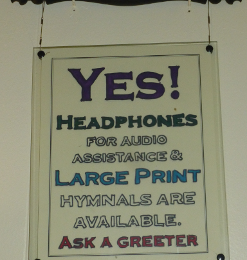 YES!
HEADPHONES
FOR AUDIO
ASSISTANCE &
LARGE PRINT
HYMNALS ARE
AVAILABLE.
ASK A GREETER